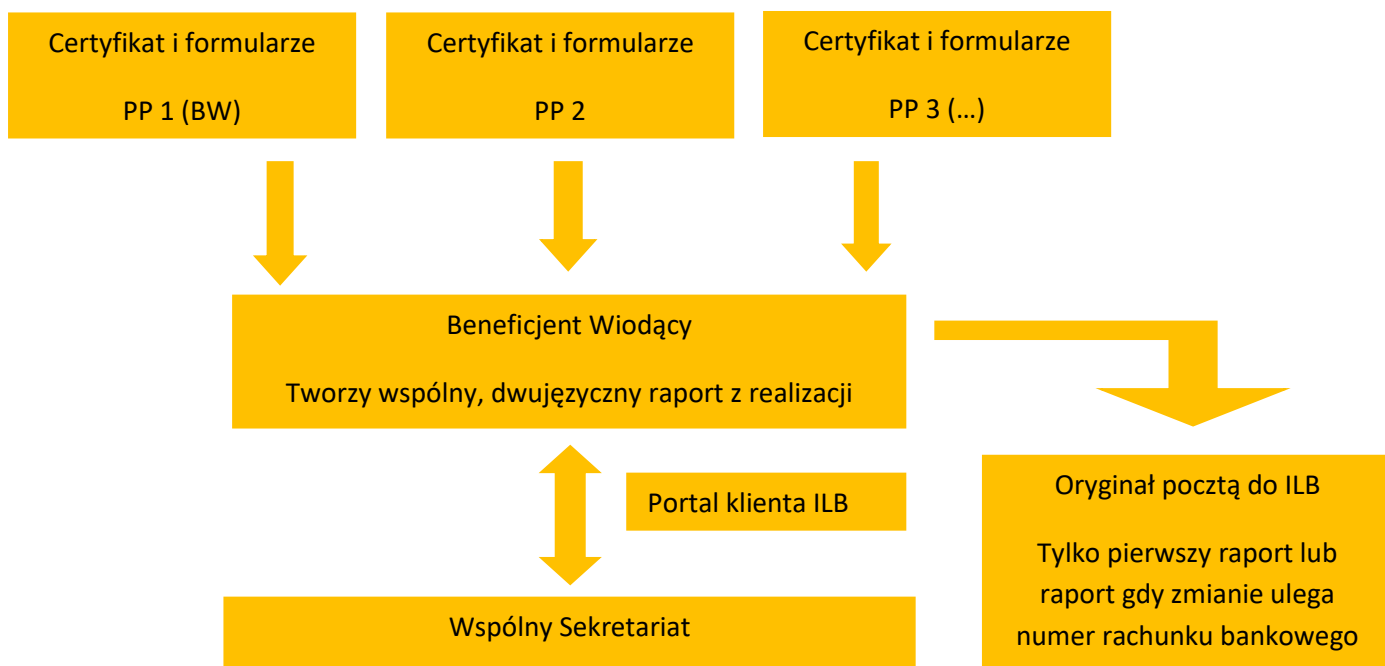 Certyfikat i formularze
PP 1 (BW)
Certyfikat i formularze
PP 2
Certyfikat i formularze
PP 3 (…)
Beneficjent Wiodący
Tworzy wspólny, dwujęzyczny raport z realizacji
Portal klienta ILB
Oryginał pocztą do ILB
Tylko pierwszy raport lub
raport gdy zmianie ulega
numer rachunku bankowego
Wspólny Sekretariat